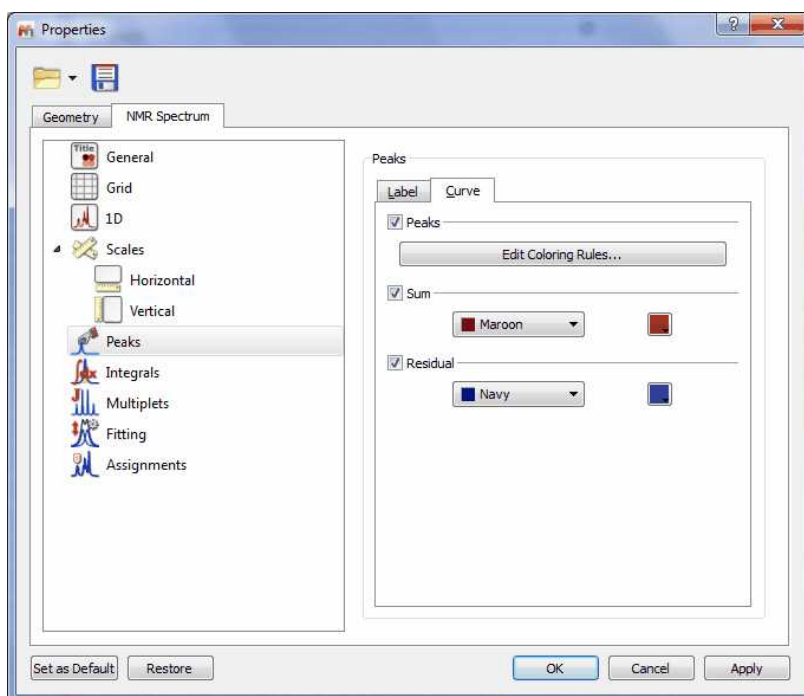 Properties
Geometry
NMR Spectrum
Title
General
Grid
1D
Scales
Horizontal
Vertical
Peaks
Integrals
Multiplets
Fitting
Assignments
Peaks
Label
Curve
Peaks
Edit Coloring Rules...
Sum
Maroon
Residual
Navy
Set as Default
Restore
OK
Cancel
Apply